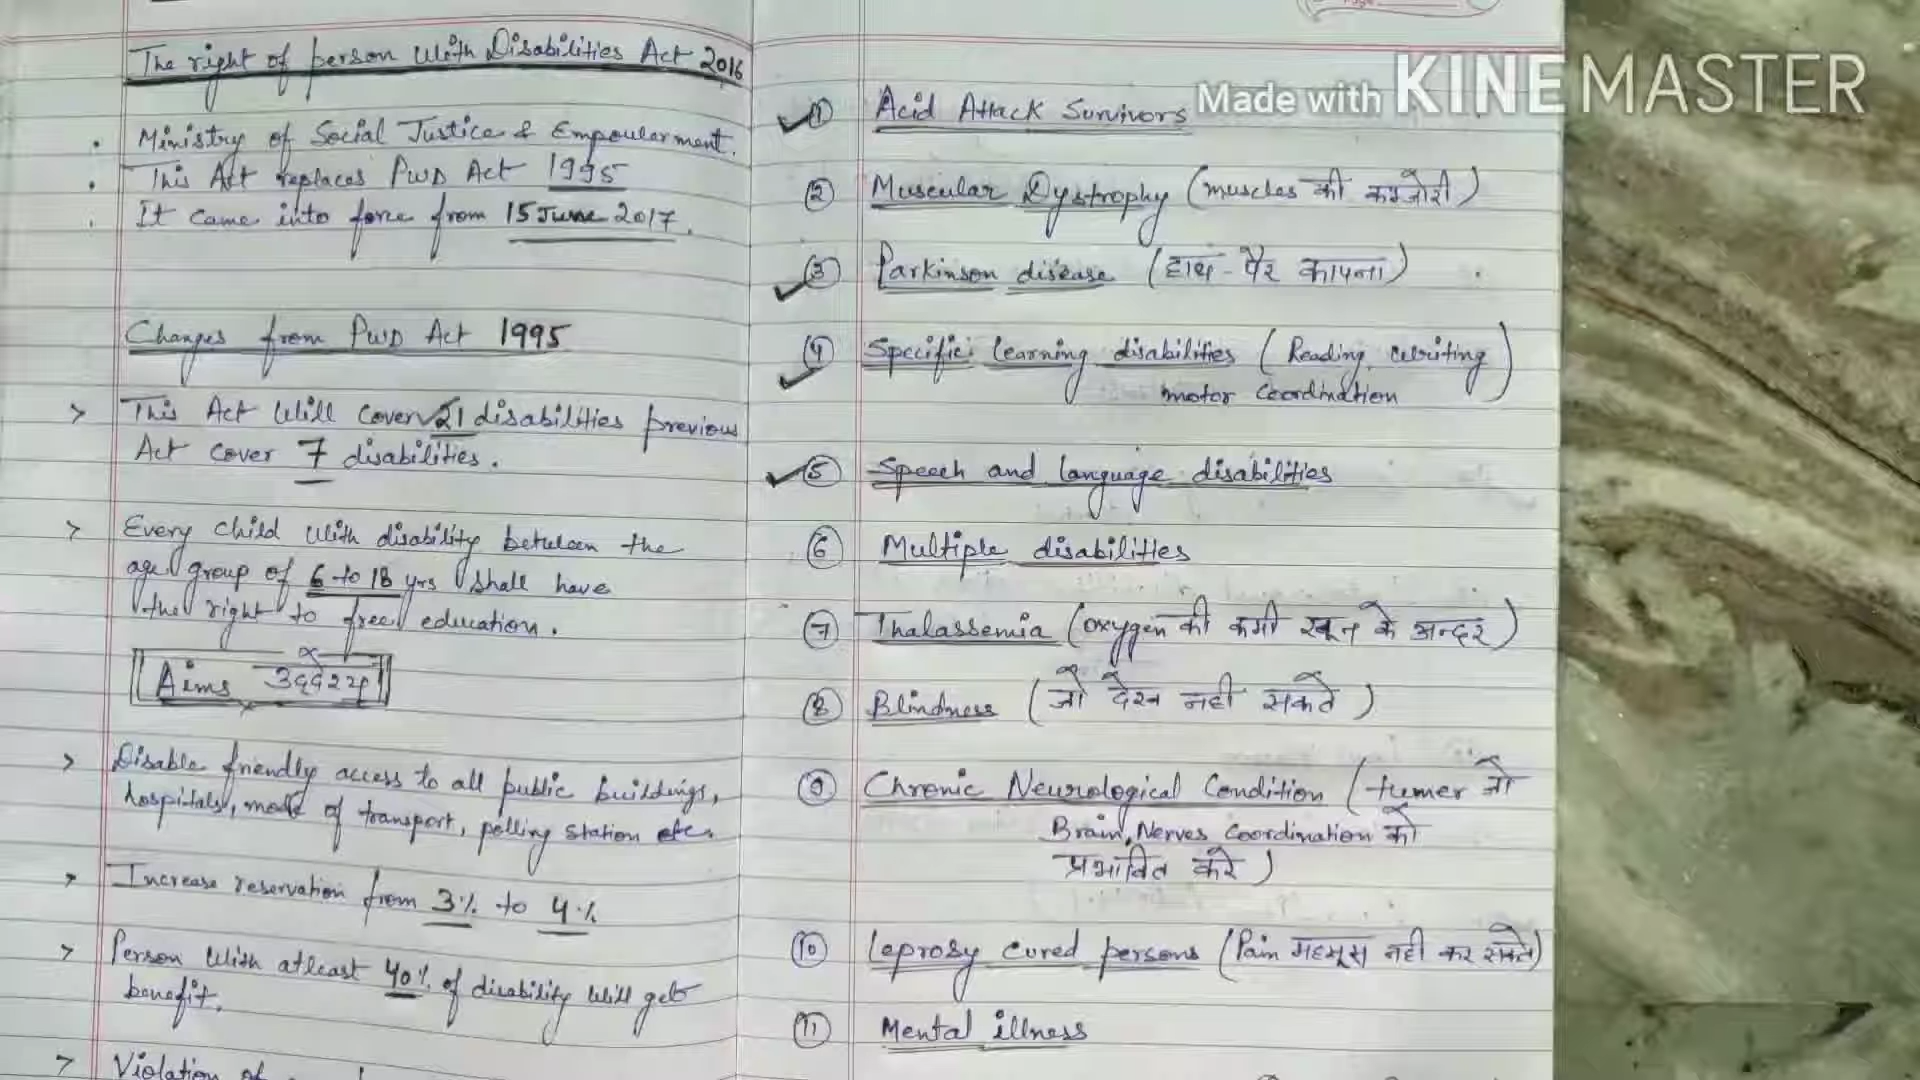 The right of person with Disabilities Act 2016
• Ministry of Social Justice & Empowerment.
• This Act replaces PwD Act 1995
• It came into force from 15 June 2017.
Changes from PwD Act 1995
> This Act will cover 21 disabilities previous
Act cover 7 disabilities.
> Every child with disability between the
age group of 6 to 18 yrs shall have
the right to free education.
Aims उद्देश्य
> Disable friendly access to all public buildings,
hospitals, mode of transport, polling station etc.
> Increase reservation from 3% to 4%
> Person with atleast 40% of disability will get
benefit.
> Violation of
① Acid Attack Survivors
② Muscular Dystrophy (muscles की कमजोरी)
③ Parkinson disease (हाथ-पैर कापना)
④ Specific learning disabilities (Reading, writing)
motor Coordination
⑤ Speech and language disabilities
⑥ Multiple disabilities
⑦ Thalassemia (oxygen की कमी खून के अन्दर)
⑧ Blindness (जो देख नही सकते)
⑨ Chronic Neurological Condition (tumer जो
Brain, Nerves Coordination को
प्रभावित करे)
⑩ leprosy cured persons (Pain महसूस नही कर सकते)
⑪ Mental illness
Made with KINEMASTER